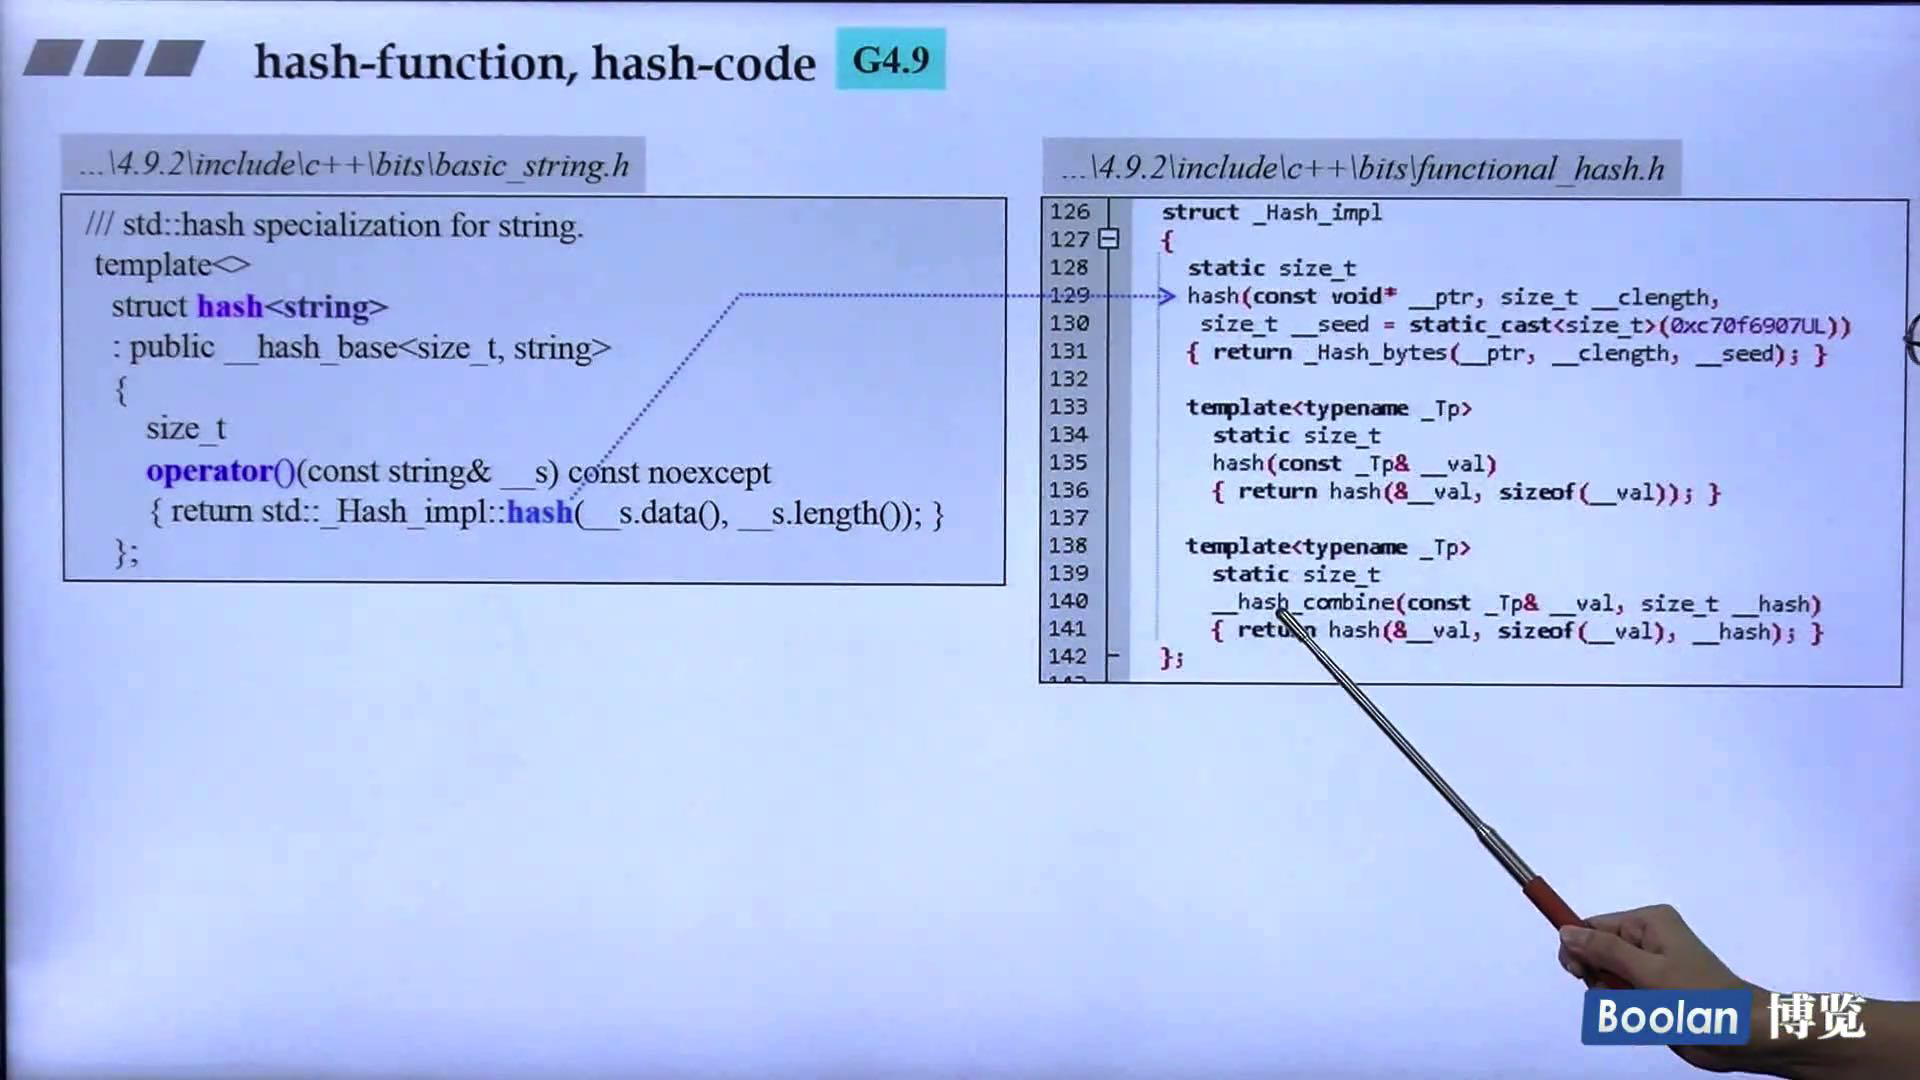 hash-function, hash-code G4.9
...\4.9.2\include\c++\bits\basic_string.h
/// std::hash specialization for string.
template<>
struct hash<string>
: public __hash_base<size_t, string>
{
size_t
operator()(const string& __s) const noexcept
{ return std::_Hash_impl::hash(__s.data(), __s.length()); }
};
...\4.9.2\include\c++\bits\functional_hash.h
126 struct _Hash_impl
127 {
128 static size_t
129 hash(const void* __ptr, size_t __clength,
130 size_t __seed = static_cast<size_t>(0xc70f6907UL))
131 { return _Hash_bytes(__ptr, __clength, __seed); }
132
133 template<typename _Tp>
134 static size_t
135 hash(const _Tp& __val)
136 { return hash(&__val, sizeof(__val)); }
137
138 template<typename _Tp>
139 static size_t
140 __hash_combine(const _Tp& __val, size_t __hash)
141 { return hash(&__val, sizeof(__val), __hash); }
142 };
Boolan 博览